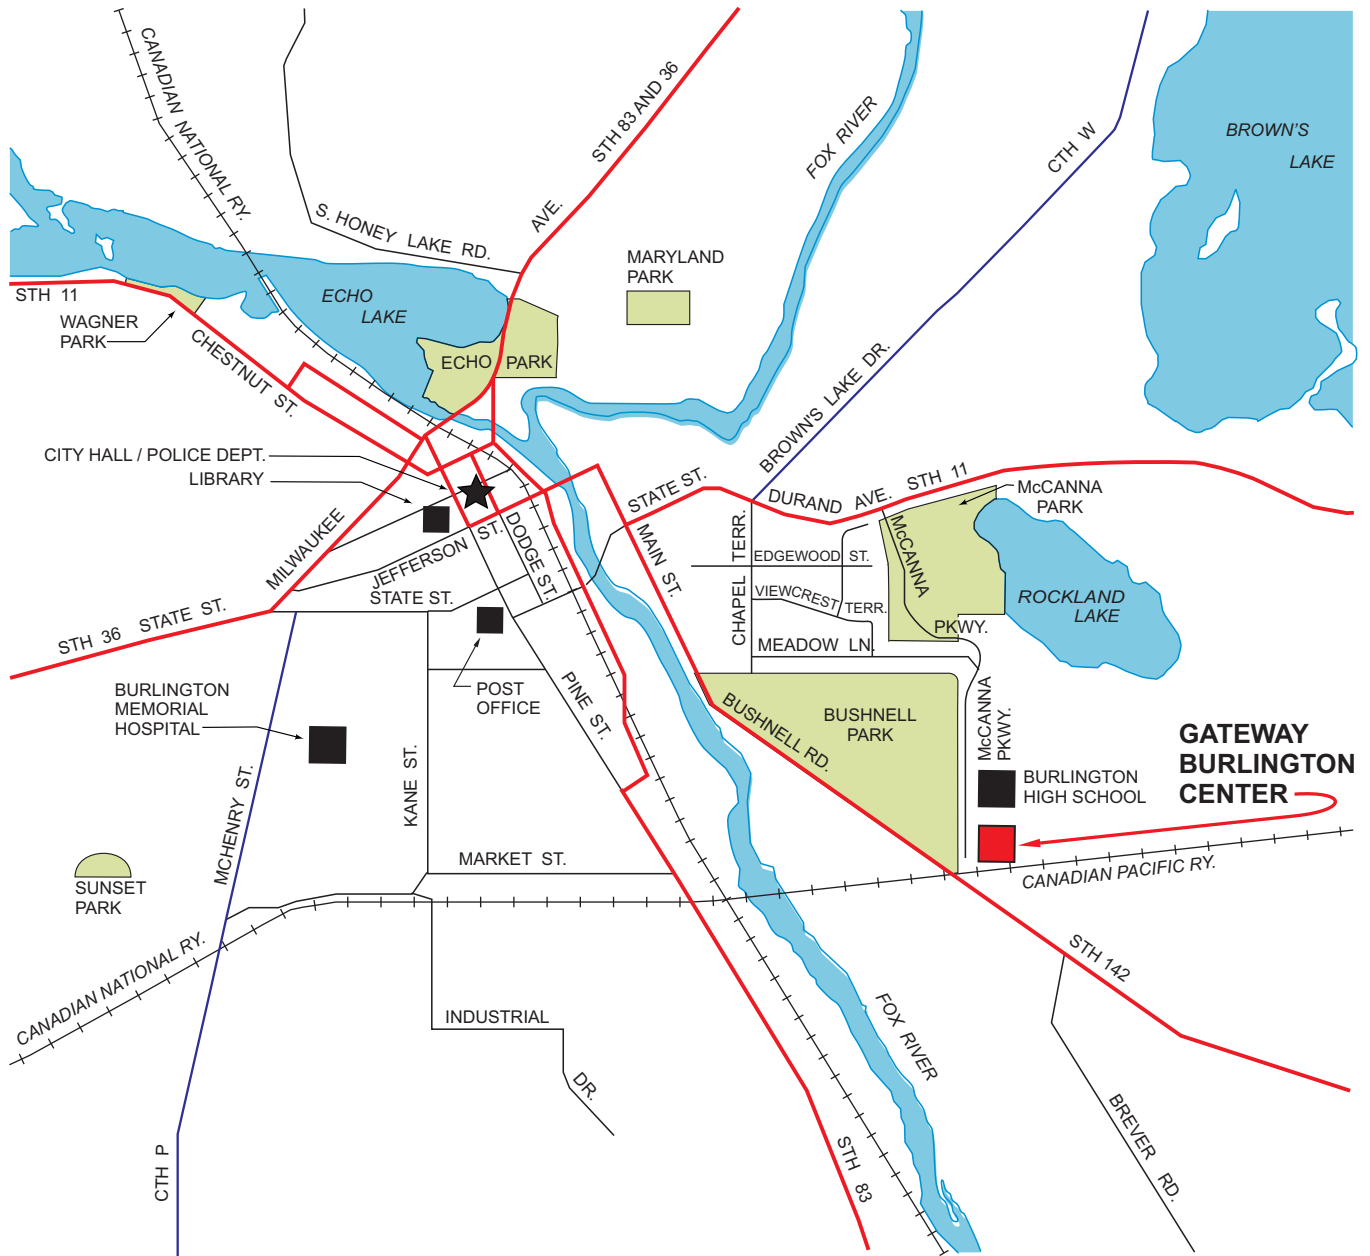 CANADIAN NATIONAL RY.
STH 83 AND 36
AVE.
FOX RIVER
CTH W
BROWN'S
LAKE
S. HONEY LAKE RD.
MARYLAND
PARK
STH 11
WAGNER
PARK
ECHO
LAKE
ECHO PARK
CHESTNUT ST.
BROWN'S LAKE DR.
CITY HALL / POLICE DEPT.
LIBRARY
STATE ST.
DURAND AVE. STH 11
McCANNA
PARK
MILWAUKEE
JEFFERSON ST.
DODGE ST.
MAIN ST.
CHAPEL TERR.
EDGEWOOD ST.
McCANNA
PKWY.
VIEWCREST TERR.
MEADOW LN.
ROCKLAND
LAKE
STATE ST.
STH 36 STATE ST.
BURLINGTON
MEMORIAL
HOSPITAL
POST
OFFICE
PINE ST.
BUSHNELL RD.
BUSHNELL
PARK
McCANNA
PKWY.
GATEWAY
BURLINGTON
CENTER
BURLINGTON
HIGH SCHOOL
MCHENRY ST.
KANE ST.
MARKET ST.
SUNSET
PARK
CANADIAN PACIFIC RY.
CANADIAN NATIONAL RY.
STH 142
INDUSTRIAL
DR.
FOX RIVER
BREVER RD.
CTH P
STH 83